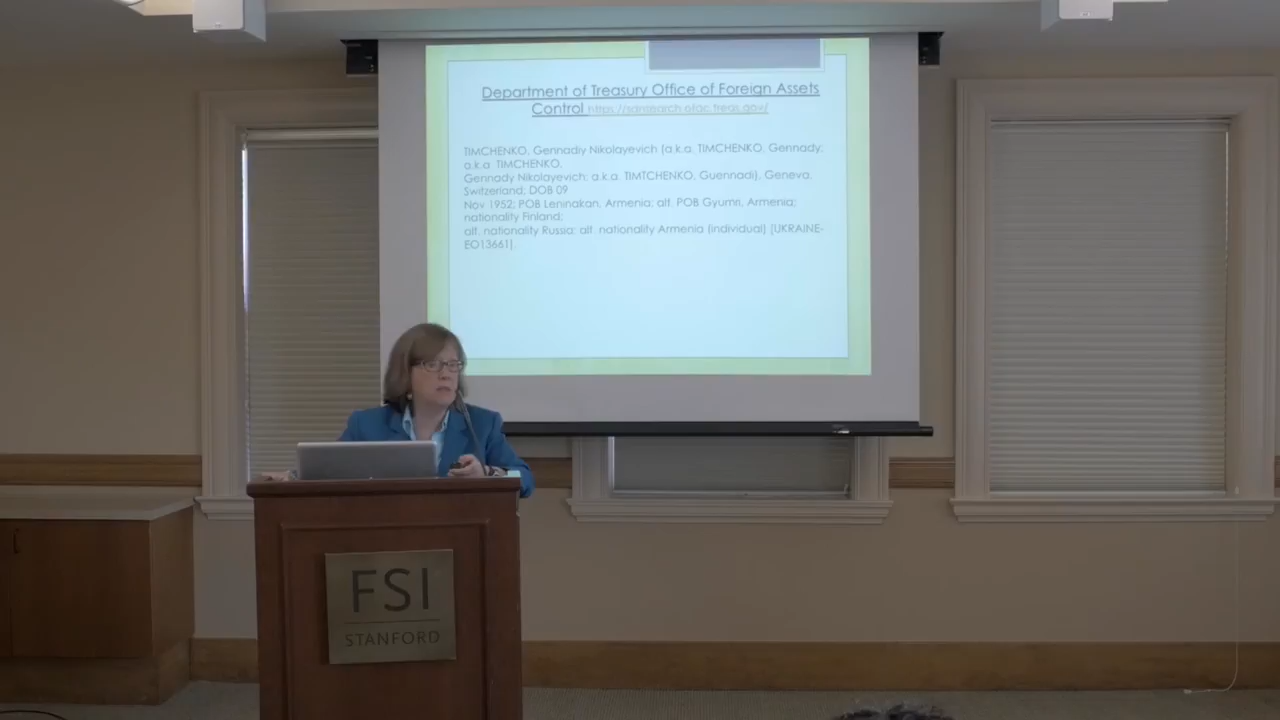 Department of Treasury Office of Foreign Assets
Control https://sdnsearch.ofac.treas.gov/
TIMCHENKO, Gennadiy Nikolayevich (a.k.a. TIMCHENKO, Gennady;
a.k.a. TIMCHENKO,
Gennady Nikolayevich; a.k.a. TIMTCHENKO, Guennadi), Geneva,
Switzerland; DOB 09
Nov 1952; POB Leninakan, Armenia; alt. POB Gyumri, Armenia;
nationality Finland;
alt. nationality Russia; alt. nationality Armenia (individual) [UKRAINE-
EO13661].
FSI
STANFORD